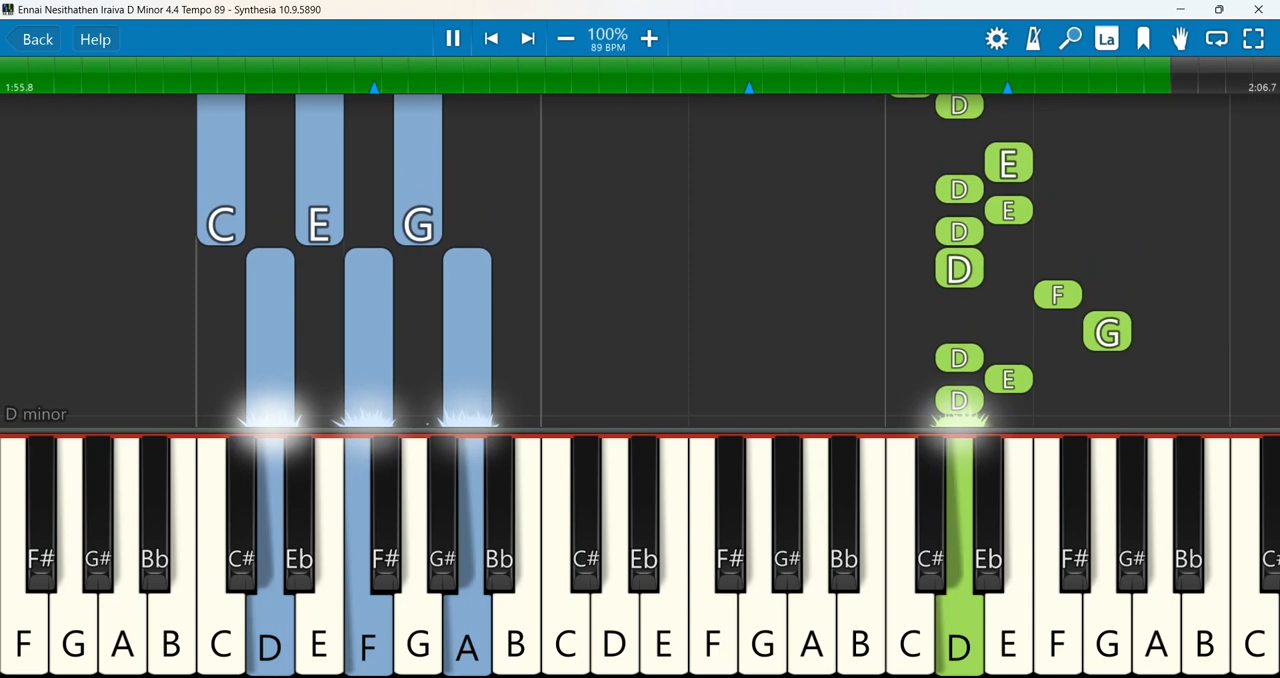 Ennai Nesithathen Iraiva D Minor 4.4 Tempo 89 - Synthesia 10.9.5890
Back Help 100% La
89 BPM
1:55.8 2:06.7
D
E
D
E
C E G
D
D
F
G
D
E
D
D minor
F# G# Bb C# Eb F# G# Bb C# Eb F# G# Bb C# Eb F# G# Bb C
F G A B C D E F G A B C D E F G A B C D E F G A B C